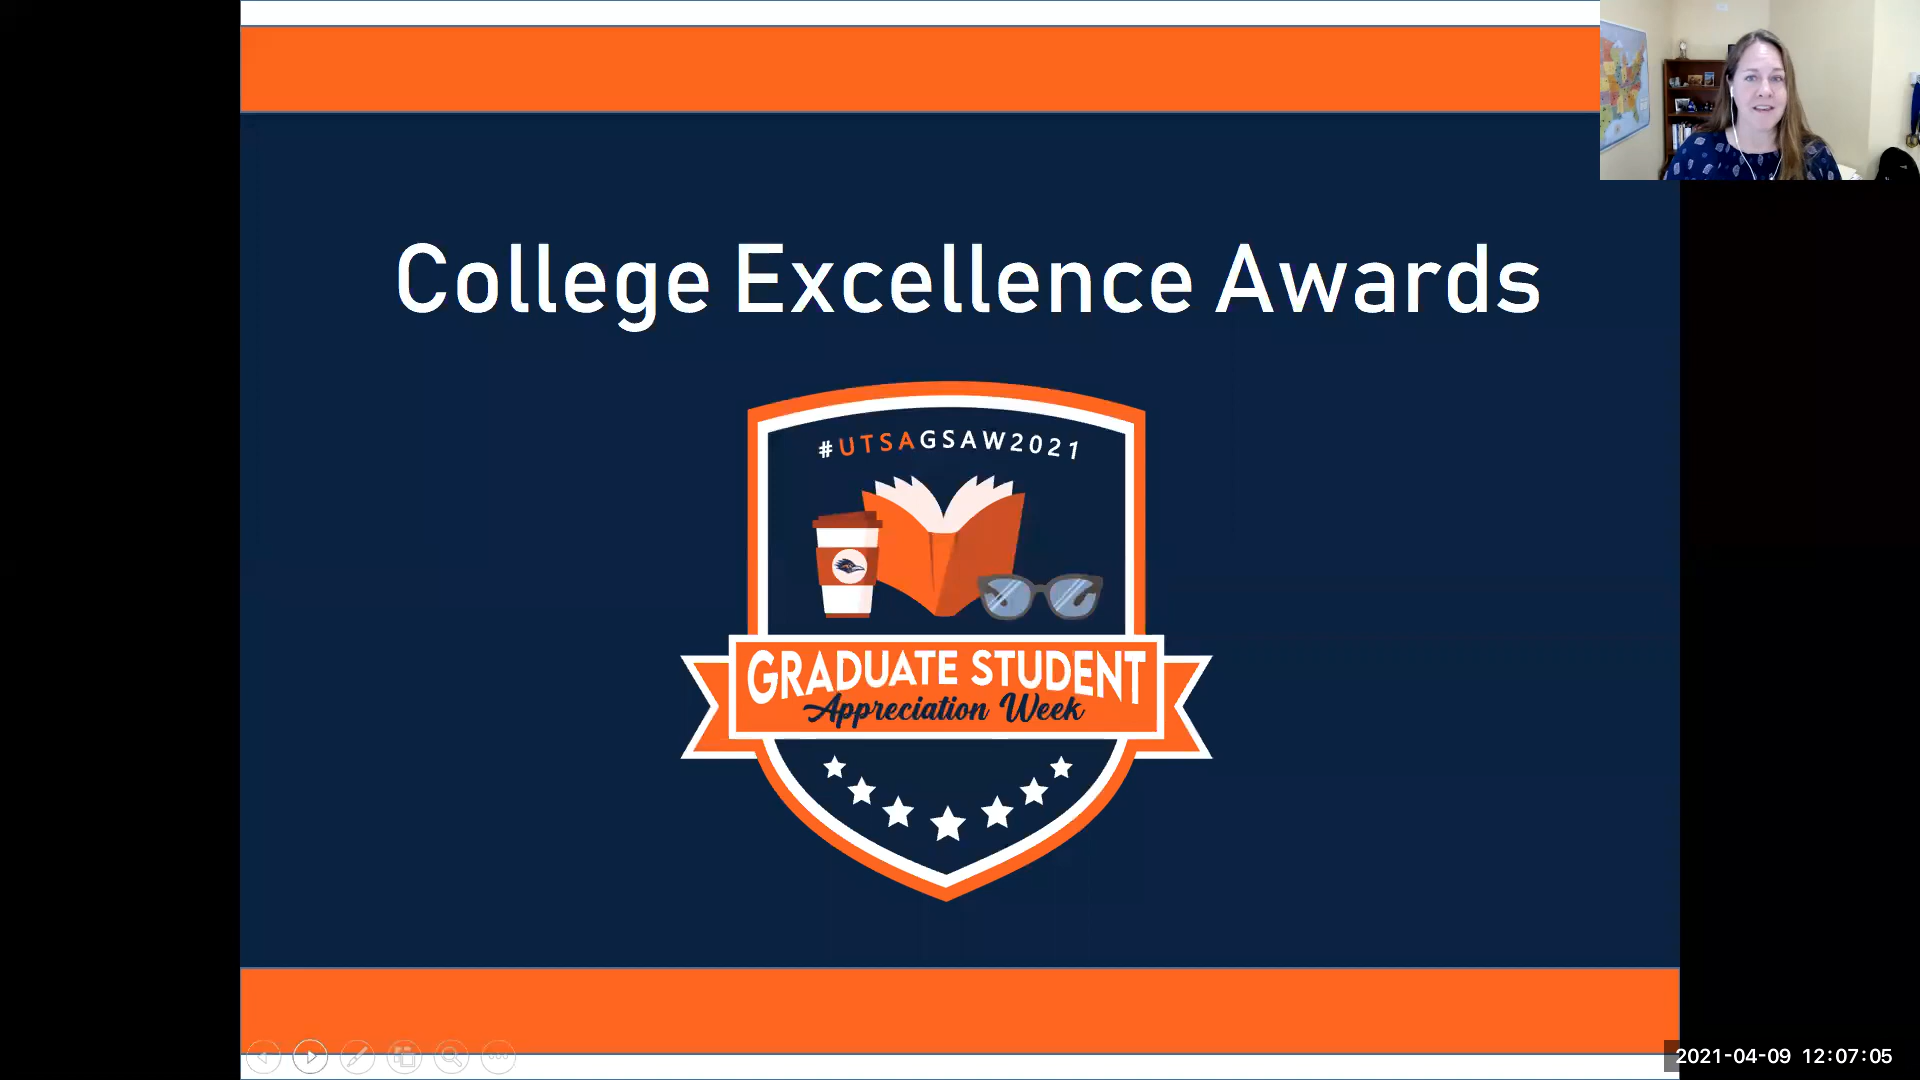 College Excellence Awards
#UTSAGSAW2021
GRADUATE STUDENT
Appreciation Week
2021-04-09 12:07:05